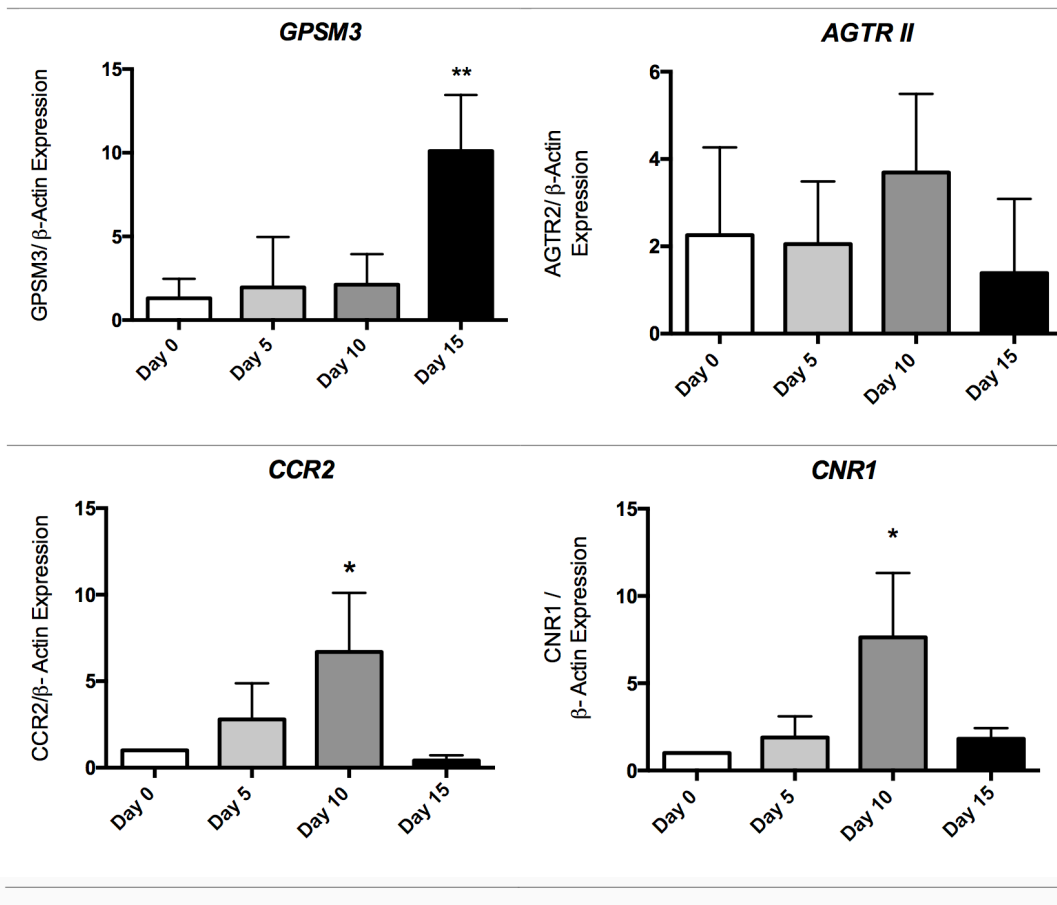 GPSM3
GPSM3/ β-Actin Expression
15
10
5
0
**
Day 0
Day 5
Day 10
Day 15
AGTR II
AGTR2/ β-Actin
Expression
6
4
2
0
Day 0
Day 5
Day 10
Day 15
CCR2
CCR2/β- Actin Expression
15
10
5
0
*
Day 0
Day 5
Day 10
Day 15
CNR1
CNR1 /
β- Actin Expression
15
10
5
0
*
Day 0
Day 5
Day 10
Day 15